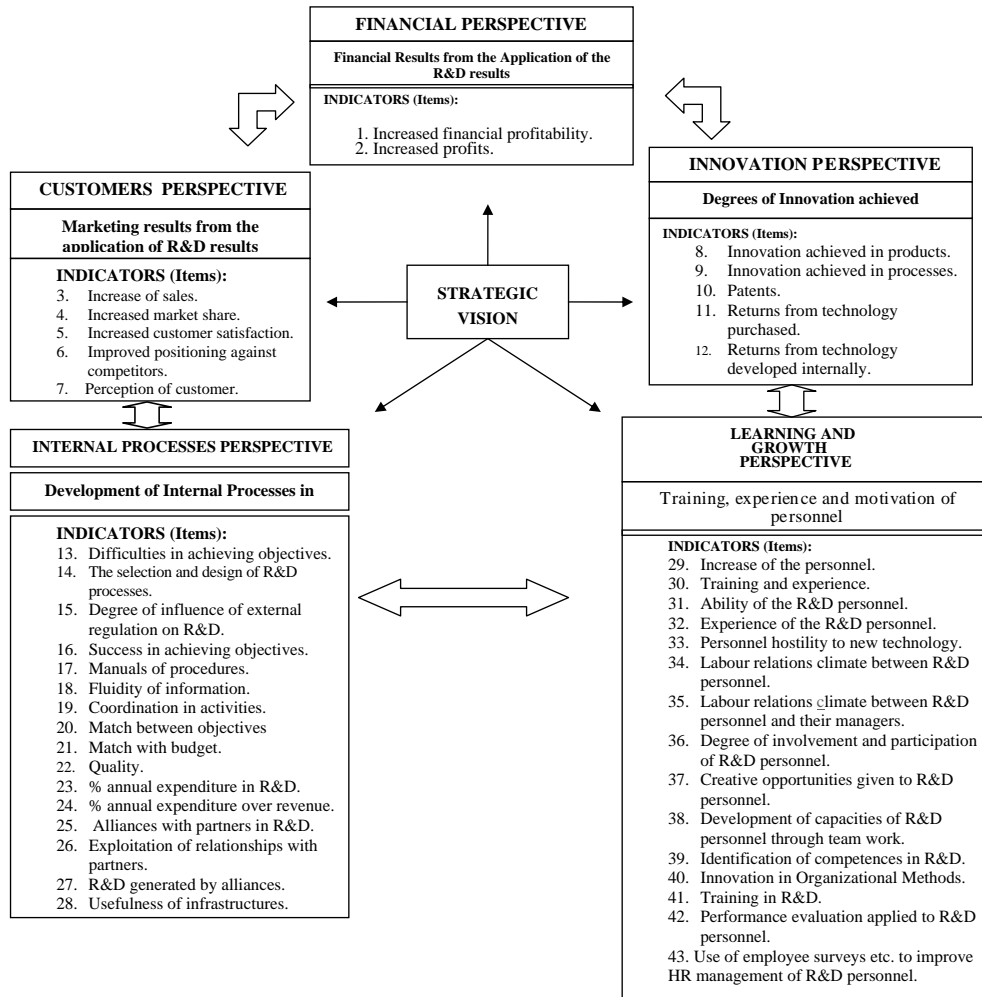 FINANCIAL PERSPECTIVE
Financial Results from the Application of the
R&D results
INDICATORS (Items):
1. Increased financial profitability.
2. Increased profits.
CUSTOMERS PERSPECTIVE
Marketing results from the
application of R&D results
INDICATORS (Items):
3. Increase of sales.
4. Increased market share.
5. Increased customer satisfaction.
6. Improved positioning against
competitors.
7. Perception of customer.
STRATEGIC
VISION
INNOVATION PERSPECTIVE
Degrees of Innovation achieved
INDICATORS (Items):
8. Innovation achieved in products.
9. Innovation achieved in processes.
10. Patents.
11. Returns from technology
purchased.
12. Returns from technology
developed internally.
INTERNAL PROCESSES PERSPECTIVE
Development of Internal Processes in
INDICATORS (Items):
13. Difficulties in achieving objectives.
14. The selection and design of R&D
processes.
15. Degree of influence of external
regulation on R&D.
16. Success in achieving objectives.
17. Manuals of procedures.
18. Fluidity of information.
19. Coordination in activities.
20. Match between objectives
21. Match with budget.
22. Quality.
23. % annual expenditure in R&D.
24. % annual expenditure over revenue.
25. Alliances with partners in R&D.
26. Exploitation of relationships with
partners.
27. R&D generated by alliances.
28. Usefulness of infrastructures.
LEARNING AND
GROWTH
PERSPECTIVE
Training, experience and motivation of
personnel
INDICATORS (Items):
29. Increase of the personnel.
30. Training and experience.
31. Ability of the R&D personnel.
32. Experience of the R&D personnel.
33. Personnel hostility to new technology.
34. Labour relations climate between R&D
personnel.
35. Labour relations climate between R&D
personnel and their managers.
36. Degree of involvement and participation
of R&D personnel.
37. Creative opportunities given to R&D
personnel.
38. Development of capacities of R&D
personnel through team work.
39. Identification of competences in R&D.
40. Innovation in Organizational Methods.
41. Training in R&D.
42. Performance evaluation applied to R&D
personnel.
43. Use of employee surveys etc. to improve
HR management of R&D personnel.